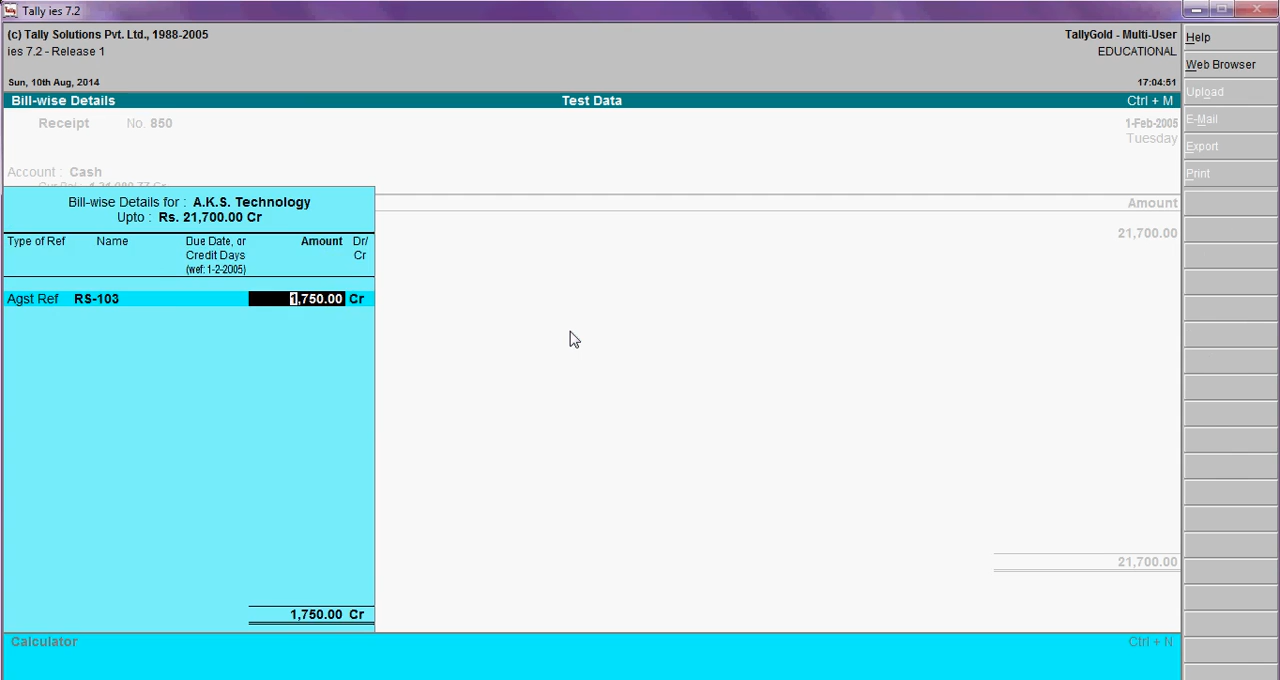 Tally ies 7.2
(c) Tally Solutions Pvt. Ltd., 1988-2005
ies 7.2 - Release 1
Sun, 10th Aug, 2014
TallyGold - Multi-User
EDUCATIONAL
17:04:51
Bill-wise Details
Test Data
Ctrl + M
Receipt No. 850
1-Feb-2005
Tuesday
Account : Cash
Amount
21,700.00
Bill-wise Details for : A.K.S. Technology
Upto : Rs. 21,700.00 Cr
Type of Ref Name Due Date, or Amount Dr/
Credit Days Cr
(wef: 1-2-2005)
Agst Ref RS-103 1,750.00 Cr
21,700.00
1,750.00 Cr
Calculator
Ctrl + N
Help
Web Browser
Upload
E-Mail
Export
Print